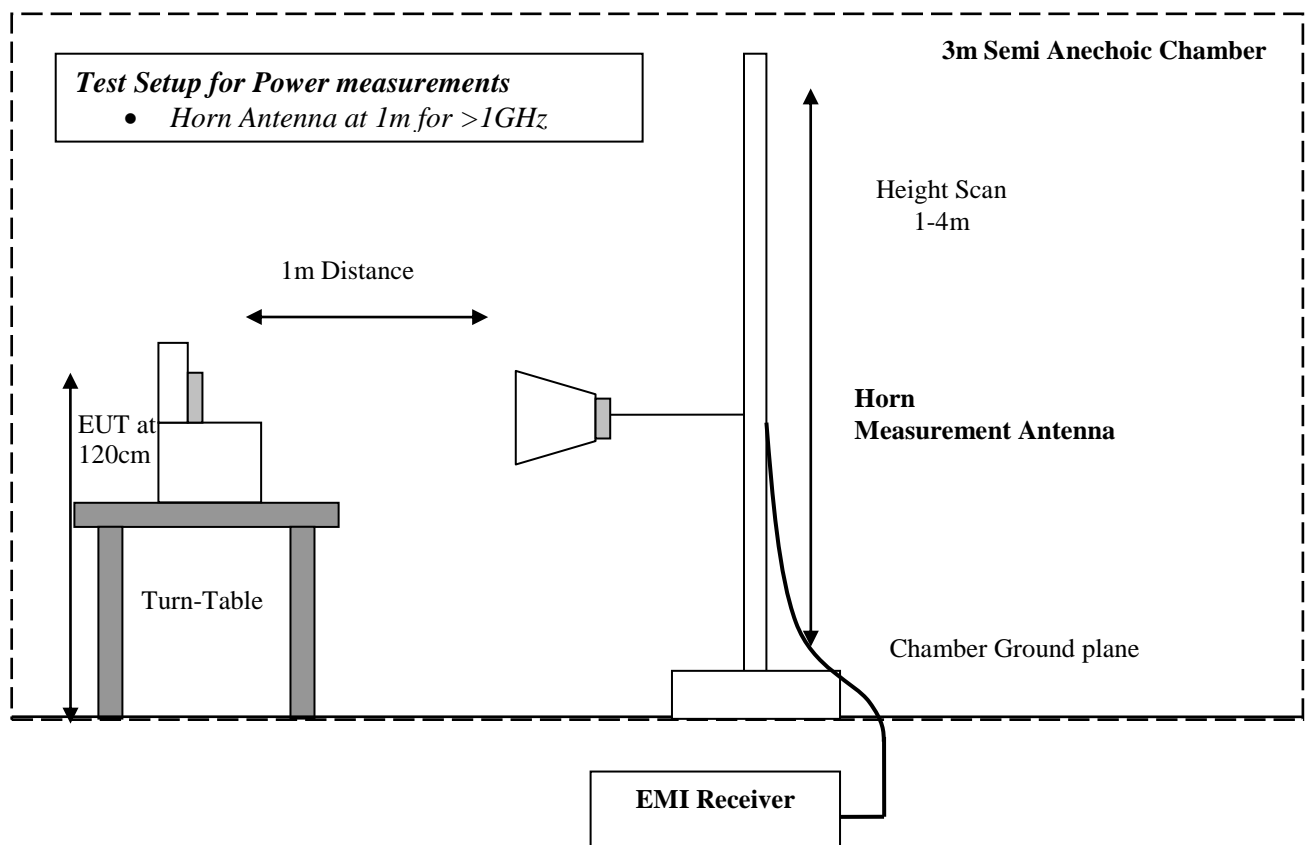 3m Semi Anechoic Chamber
Test Setup for Power measurements
• Horn Antenna at 1m for >1GHz
Height Scan
1-4m
1m Distance
EUT at
120cm
Horn
Measurement Antenna
Turn-Table
Chamber Ground plane
EMI Receiver